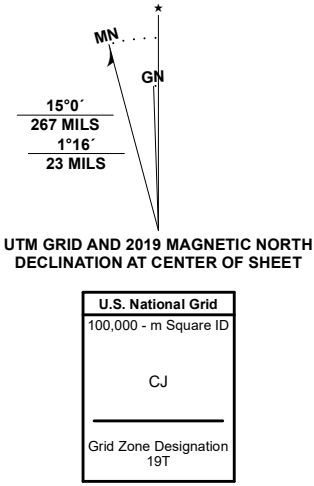 ★
MN
GN
15°0´
267 MILS
1°16´
23 MILS
UTM GRID AND 2019 MAGNETIC NORTH
DECLINATION AT CENTER OF SHEET
U.S. National Grid
100,000 - m Square ID
CJ
Grid Zone Designation
19T